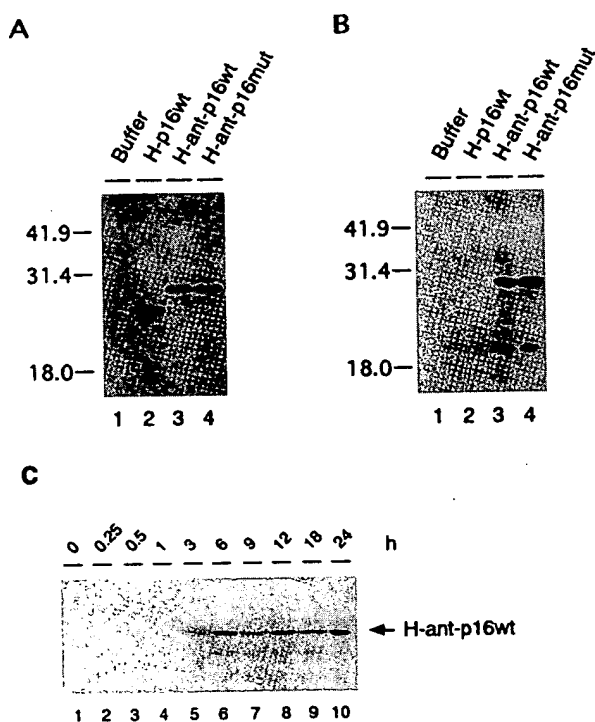 A
Buffer
H-p16wt
H-ant-p16wt
H-ant-p16mut
41.9
31.4
18.0
1 2 3 4
B
Buffer
H-p16wt
H-ant-p16wt
H-ant-p16mut
41.9
31.4
18.0
1 2 3 4
C
0 0.25 0.5 1 3 6 9 12 18 24 h
H-ant-p16wt
1 2 3 4 5 6 7 8 9 10